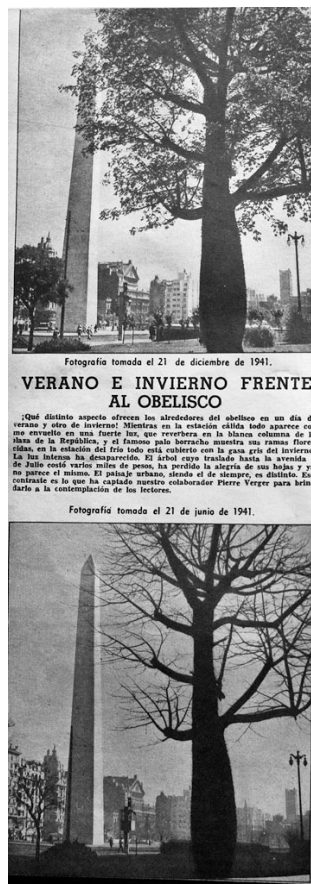 Fotografía tomada el 21 de diciembre de 1941.
VERANO E INVIERNO FRENTE
AL OBELISCO
¡Qué distinto aspecto ofrecen los alrededores del obelisco en un día d
verano y otro de invierno! Mientras en la estación cálida todo aparece co
mo envuelto en una fuerte luz, que reverbera en la blanca columna de l
plaza de la República, y el famoso palo borracho muestra sus ramas flore
cidas, en la estación del frío todo está cubierto con la gasa gris del invierno
La luz intensa ha desaparecido. El árbol cuyo traslado hasta la avenida
de Julio costó varios miles de pesos, ha perdido la alegría de sus hojas y y
no parece el mismo. El paisaje urbano, siendo el de siempre, es distinto. Es
contraste es lo que ha captado nuestro colaborador Pierre Verger para brin
darlo a la contemplación de los lectores.
Fotografía tomada el 21 de junio de 1941.